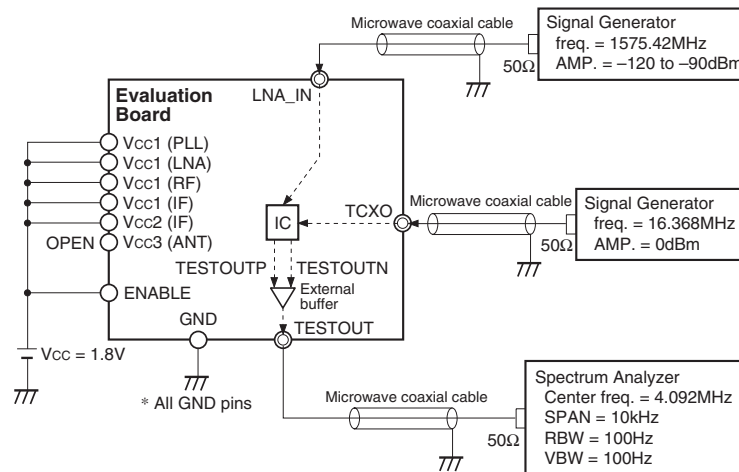 Microwave coaxial cable
50Ω
Signal Generator
freq. = 1575.42MHz
AMP. = –120 to –90dBm
Evaluation
Board
LNA_IN
VCC1 (PLL)
VCC1 (LNA)
VCC1 (RF)
VCC1 (IF)
VCC2 (IF)
OPEN
VCC3 (ANT)
ENABLE
IC
TCXO
Microwave coaxial cable
50Ω
Signal Generator
freq. = 16.368MHz
AMP. = 0dBm
TESTOUTP
TESTOUTN
External
buffer
GND
TESTOUT
VCC = 1.8V
* All GND pins
Microwave coaxial cable
50Ω
Spectrum Analyzer
Center freq. = 4.092MHz
SPAN = 10kHz
RBW = 100Hz
VBW = 100Hz